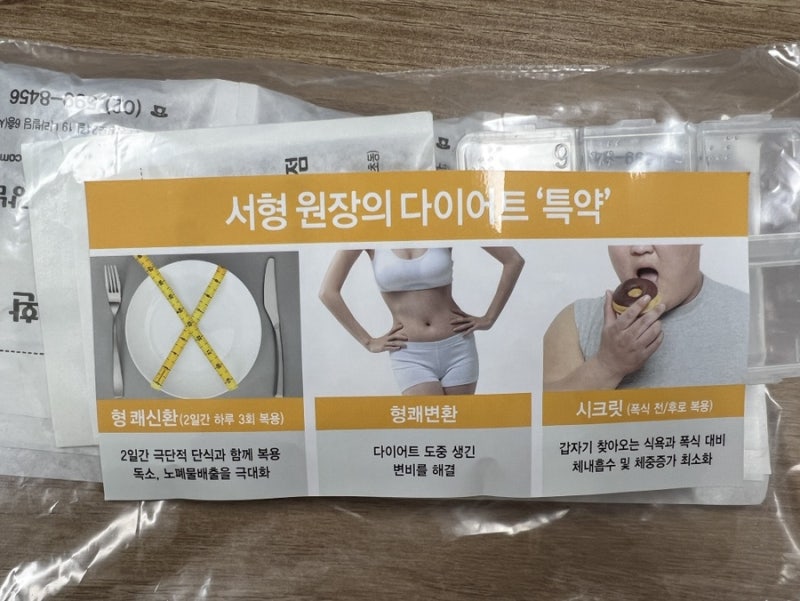 서형 원장의 다이어트 '특약'
형쾌신환(2일간 하루 3회 복용)
2일간 극단적 단식과 함께 복용
독소, 노폐물배출을 극대화
형쾌변환
다이어트 도중 생긴
변비를 해결
시크릿(폭식 전/후로 복용)
갑자기 찾아오는 식욕과 폭식 대비
체내흡수 및 체중증가 최소화
점